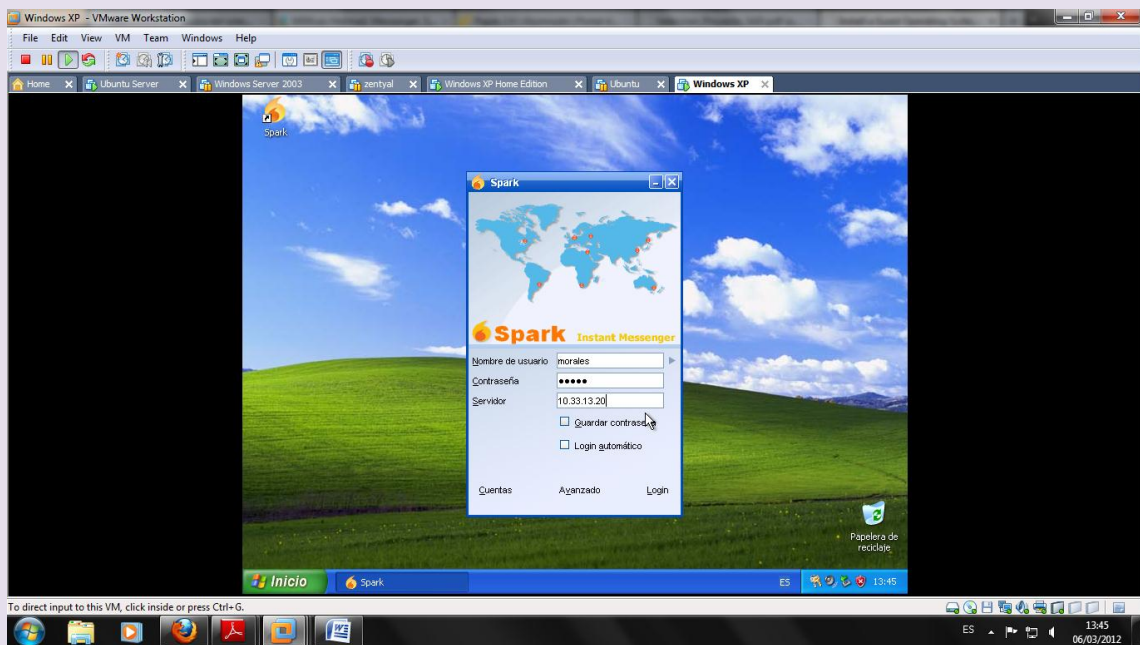 Windows XP - VMware Workstation
File Edit View VM Team Windows Help
Home Ubuntu Server Windows Server 2003 zentyal Windows XP Home Edition Ubuntu Windows XP
Spark
Spark
Spark Instant Messenger
Nombre de usuario morales
Contraseña
Servidor 10.33.13.20
Guardar contraseña
Login automático
Cuentas Avanzado Login
Papelera de
reciclaje
Inicio Spark ES 13:45
To direct input to this VM, click inside or press Ctrl+G.
ES 13:45
06/03/2012